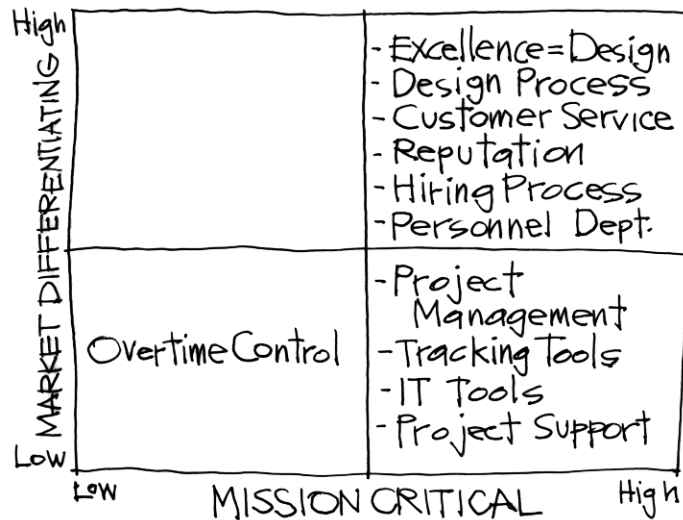 High
MARKET DIFFERENTIATING
Low
- Excellence=Design
- Design Process
- Customer Service
- Reputation
- Hiring Process
- Personnel Dept.
Overtime Control
- Project
Management
- Tracking Tools
- IT Tools
- Project Support
Low
MISSION CRITICAL
High